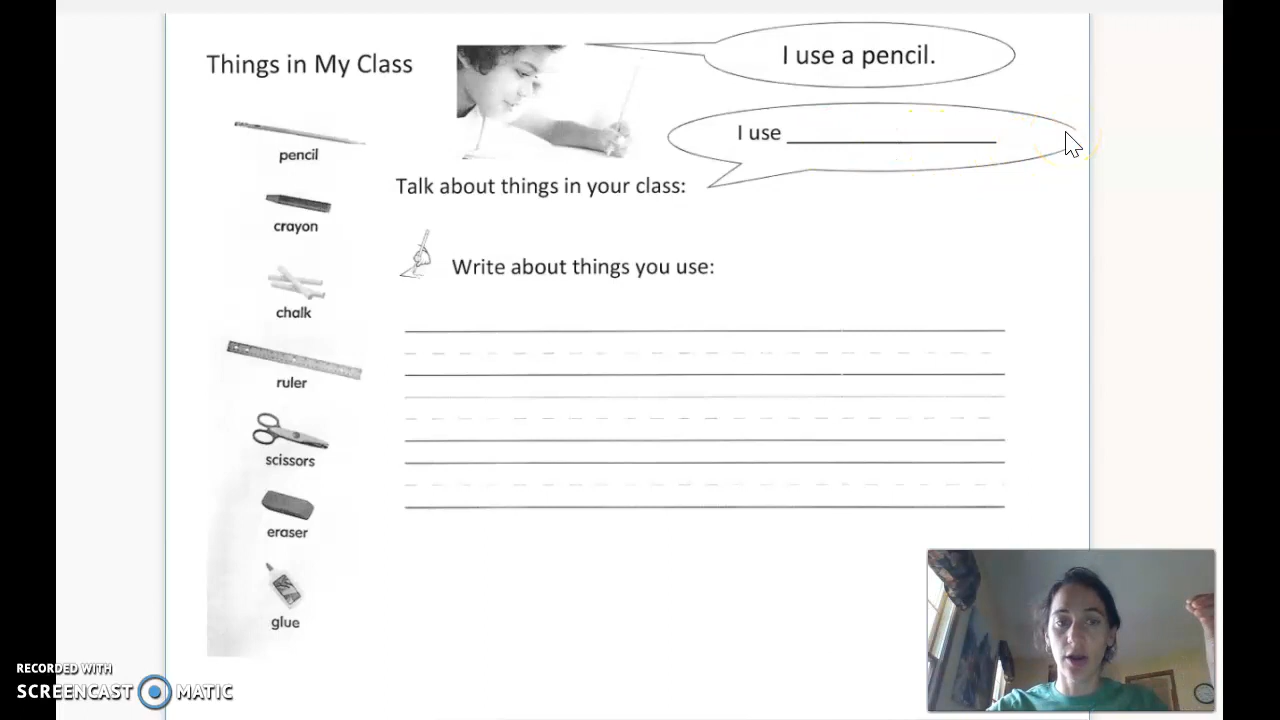 Things in My Class
I use a pencil.
I use
Talk about things in your class:
Write about things you use:
pencil
crayon
chalk
ruler
scissors
eraser
glue
RECORDED WITH
SCREENCAST MATIC